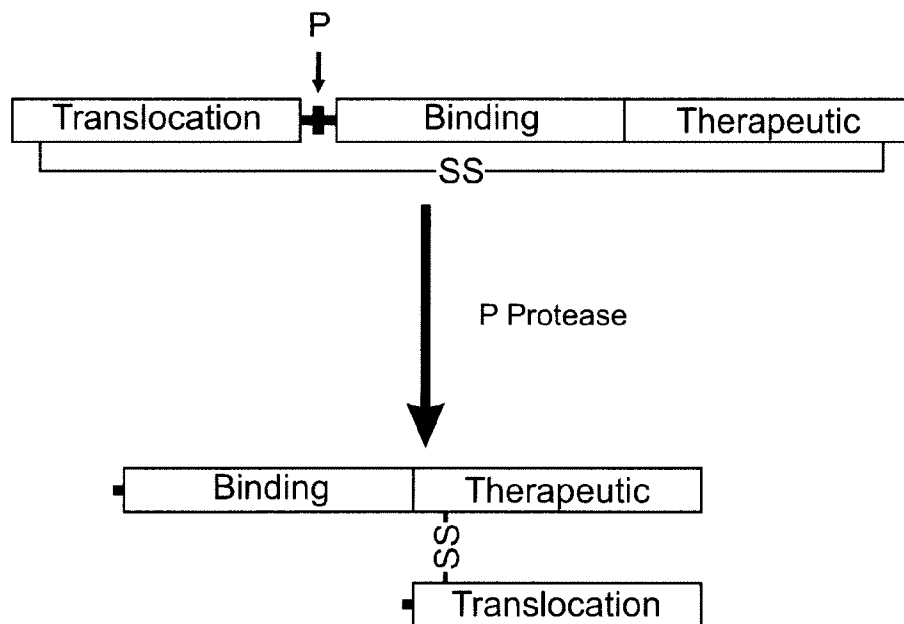 P
Translocation Binding Therapeutic
SS
P Protease
Binding Therapeutic
SS
Translocation